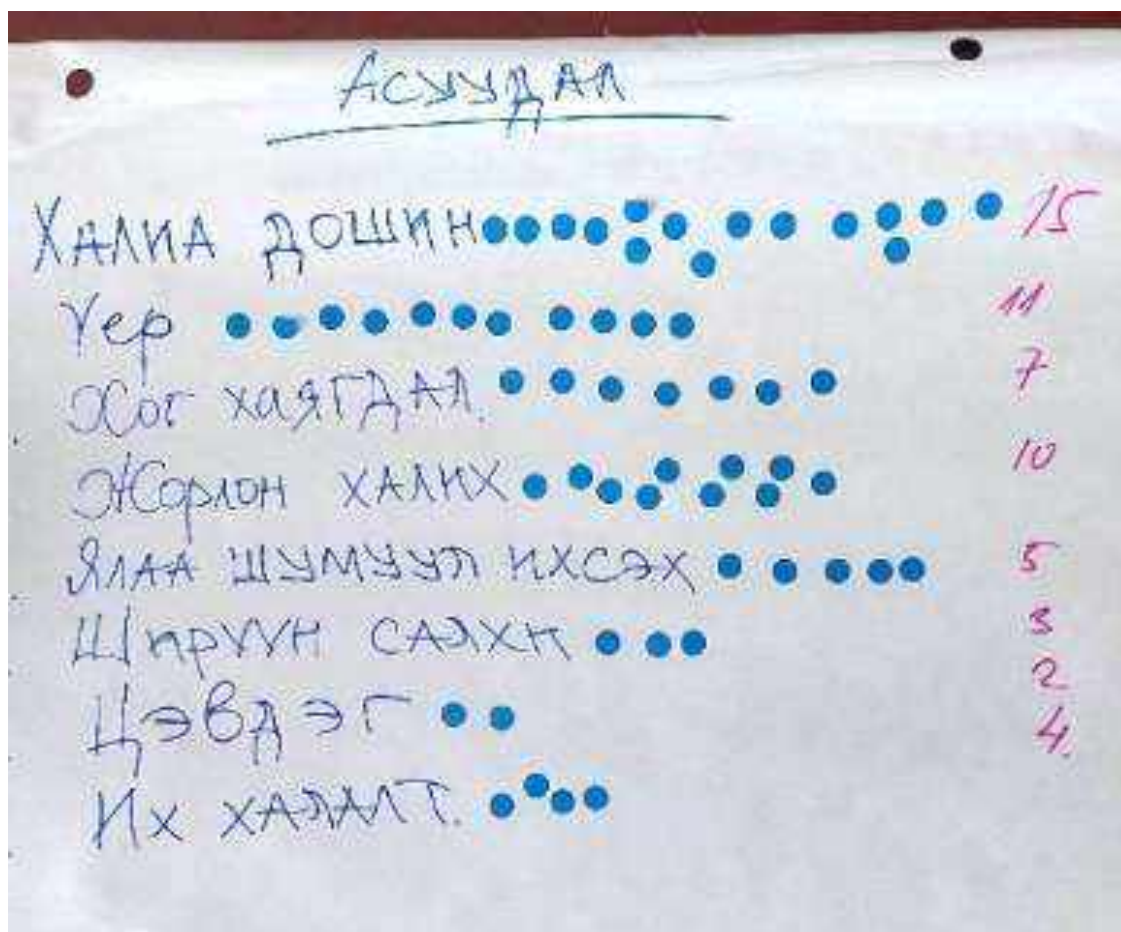 Асуудал
Халиа дошин 15
Үер 11
Хог хаягдал. 7
Жорлон халих 10
Ялаа шумуул ихсэх 5
Ширүүн салхи 3
Цэвдэг 2
Их халалт. 4.